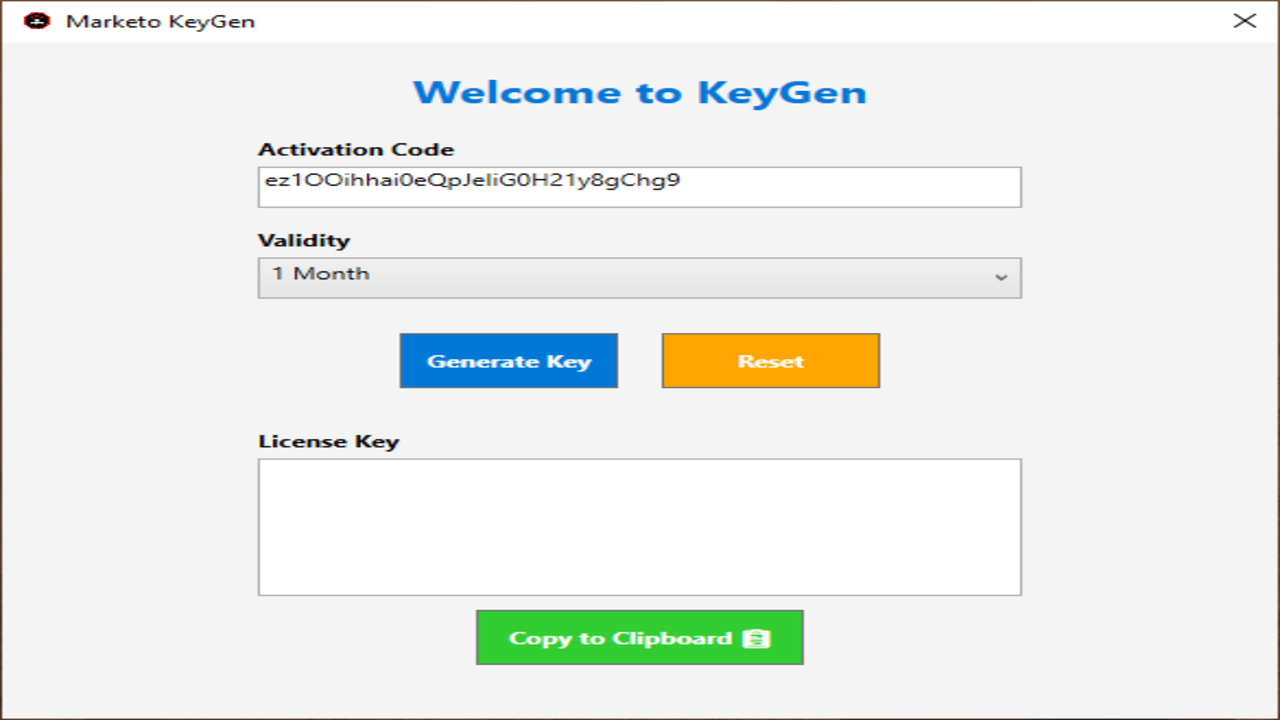 Marketo KeyGen
Welcome to KeyGen
Activation Code
ez1OOihhai0eQpJeliG0H21y8gChg9
Validity
1 Month
Generate Key
Reset
License Key
Copy to Clipboard